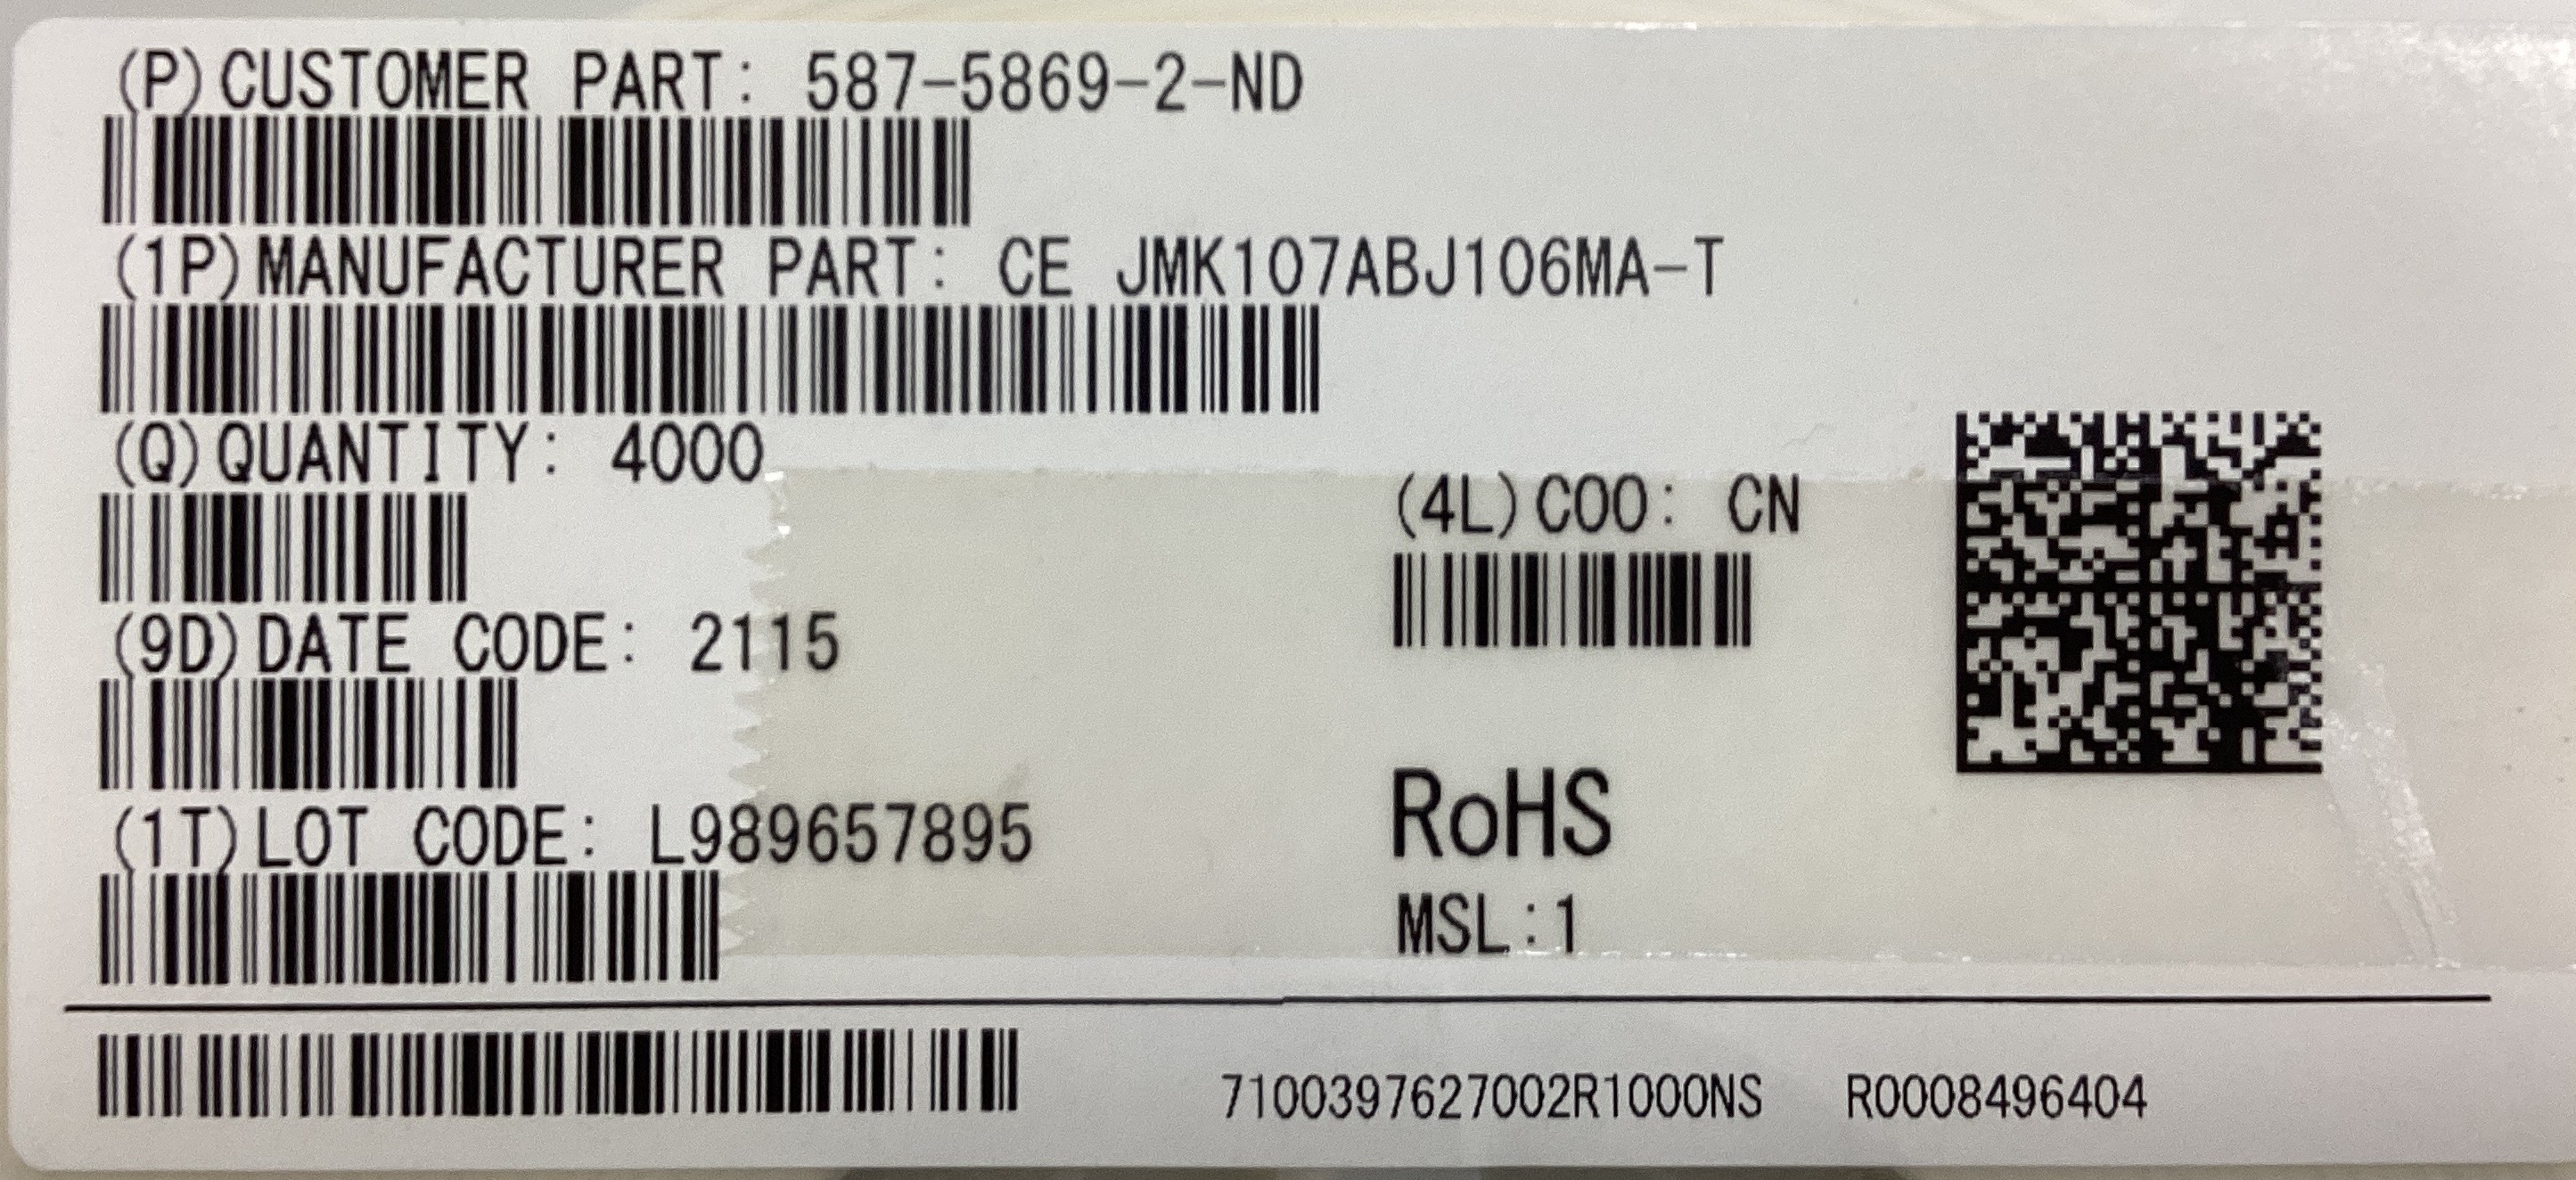 (P)CUSTOMER PART: 587-5869-2-ND
(1P)MANUFACTURER PART: CE JMK107ABJ106MA-T
(Q)QUANTITY: 4000
(4L)COO: CN
(9D)DATE CODE: 2115
(1T)LOT CODE: L989657895
RoHS
MSL:1
7100397627002R1000NS R0008496404